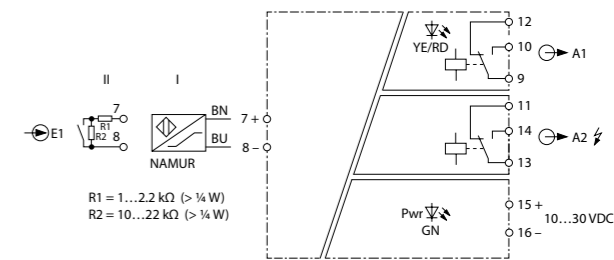 12
YE/RD
10
A1
9
II
I
7
BN
7 +
R1
E1
R2
8
BU
8 –
NAMUR
11
14
A2
13
R1 = 1…2.2 kΩ (> ¼ W)
R2 = 10…22 kΩ (> ¼ W)
Pwr
GN
15 +
10…30 VDC
16 –